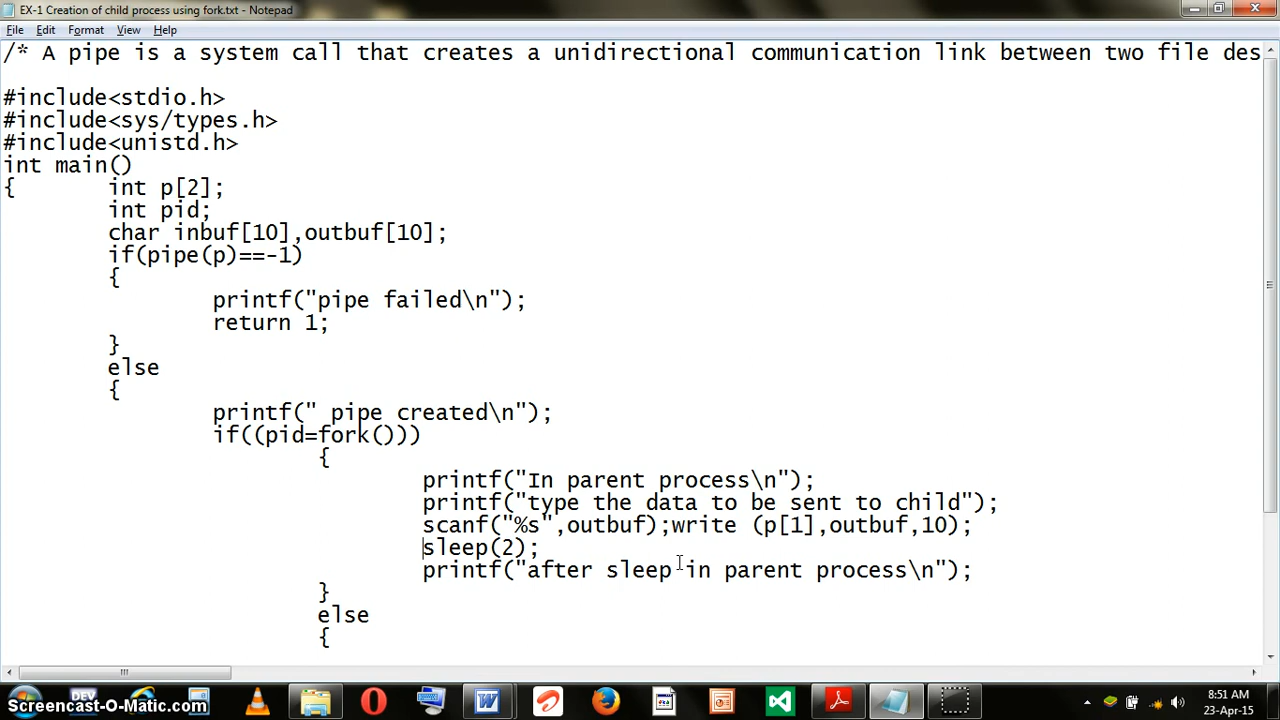 EX-1 Creation of child process using fork.txt - Notepad
File Edit Format View Help
/* A pipe is a system call that creates a unidirectional communication link between two file des
#include<stdio.h>
#include<sys/types.h>
#include<unistd.h>
int main()
{ int p[2];
int pid;
char inbuf[10],outbuf[10];
if(pipe(p)==-1)
{
printf("pipe failed\n");
return 1;
}
else
{
printf(" pipe created\n");
if((pid=fork()))
{
printf("In parent process\n");
printf("type the data to be sent to child");
scanf("%s",outbuf);write (p[1],outbuf,10);
sleep(2);
printf("after sleep in parent process\n");
}
else
{
DEV
Screencast-O-Matic.com
8:51 AM
23-Apr-15